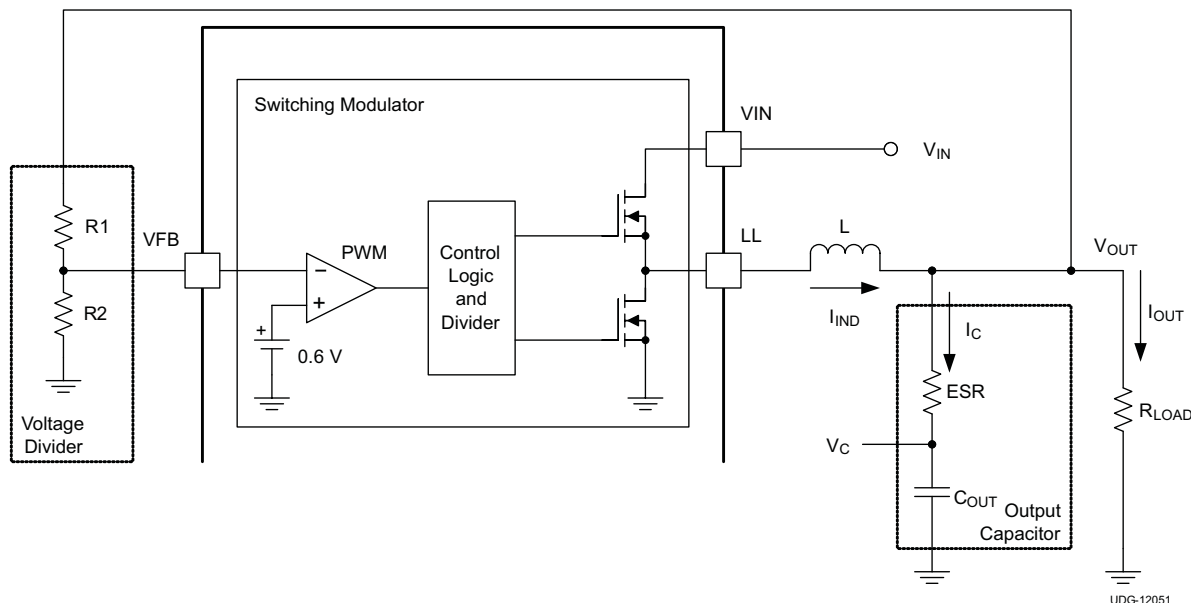 Switching Modulator
VIN
V_IN
R1
VFB
PWM
Control
Logic
and
Divider
LL
L
V_OUT
−
+
R2
+
0.6 V
I_IND
I_C
I_OUT
ESR
R_LOAD
Voltage
Divider
V_C
C_OUT
Output
Capacitor
UDG-12051